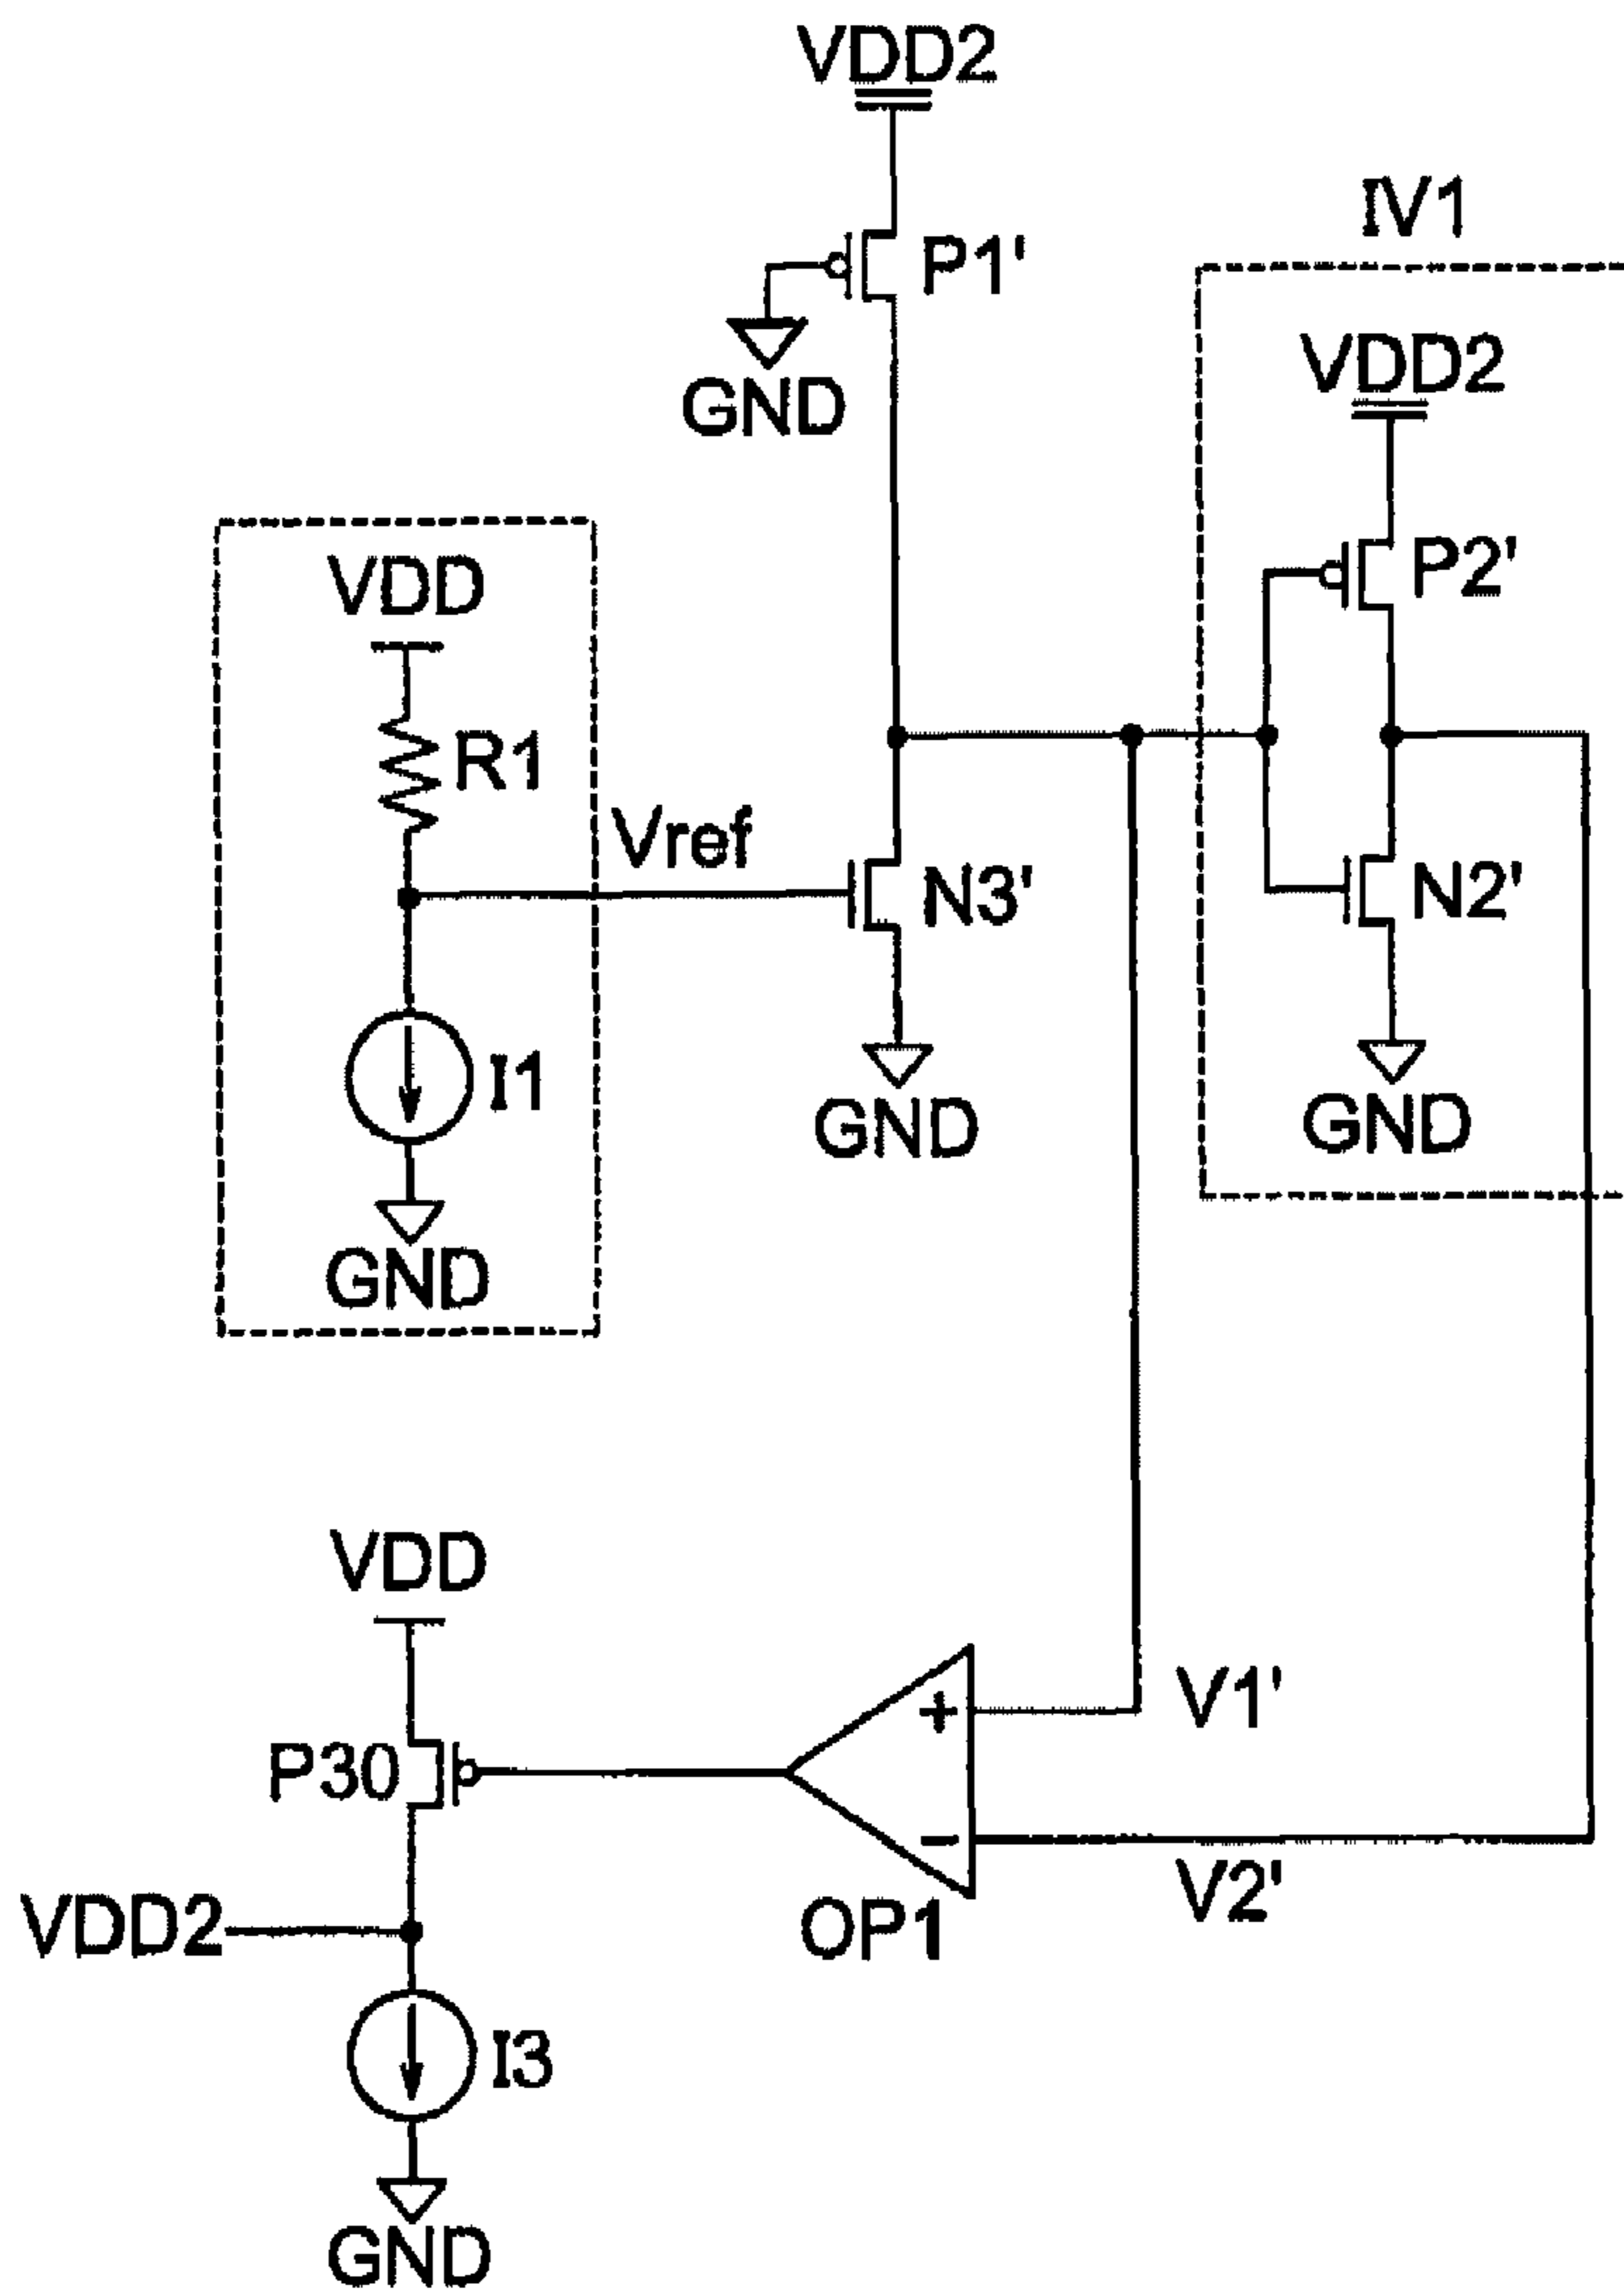 VDD2
IV1
P1'
GND
VDD2
P2'
VDD
R1
Vref
N3'
N2'
I1
GND
GND
GND
VDD
P30
+
V1'
−
V2'
OP1
VDD2
I3
GND